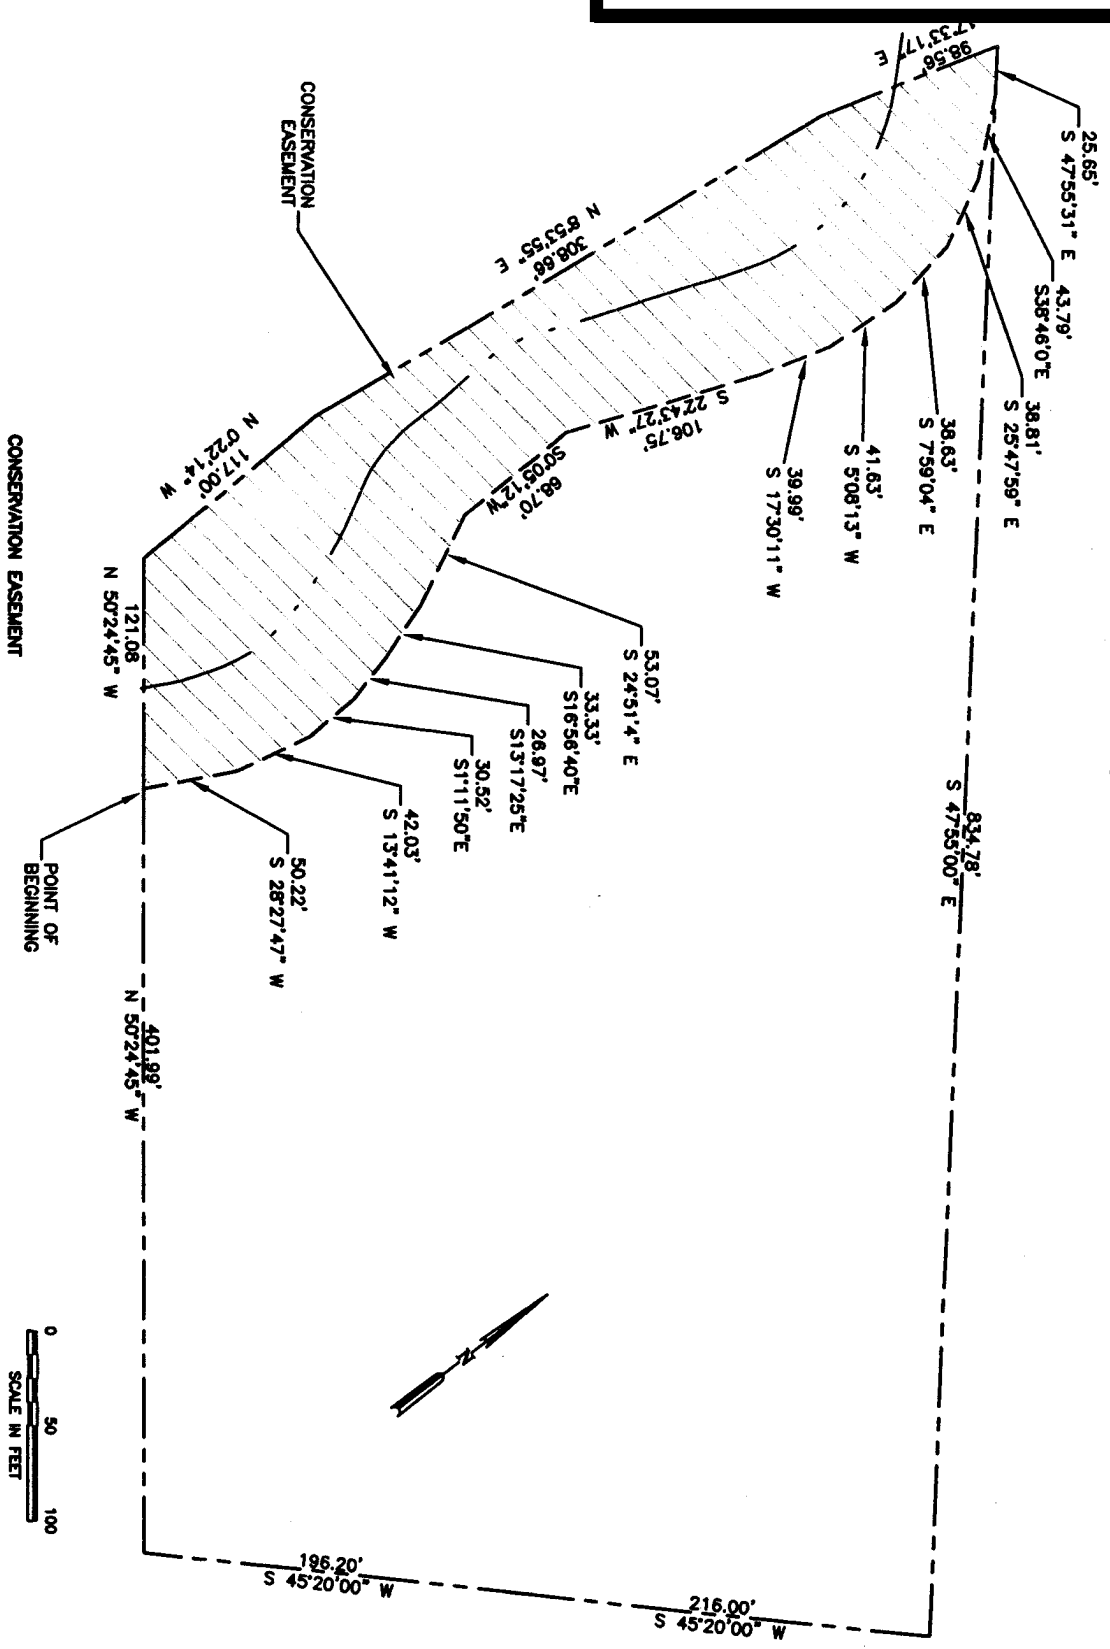 17°33'17" E
98.56'
25.65'
S 47°55'31" E
43.79'
S38°46'0"E
38.81'
S 25°47'59" E
38.63'
S 7°59'04" E
41.63'
S 5°08'13" W
39.99'
S 17°30'11" W
106.75'
S 22°43'27" W
68.70'
S0°05'12"W
53.07'
S 24°51'4" E
33.33'
S16°56'40"E
26.97'
S13°17'25"E
30.52'
S1°11'50"E
42.03'
S 13°41'12" W
50.22'
S 28°27'47" W
POINT OF
BEGINNING
121.08
N 50°24'45" W
N 0°22'14" W
117.00'
N 8°53'55" E
308.66'
CONSERVATION
EASEMENT
834.78'
S 47°55'00" E
401.99'
N 50°24'45" W
196.20'
S 45°20'00" W
216.00'
S 45°20'00" W
N
CONSERVATION EASEMENT
0 50 100
SCALE IN FEET